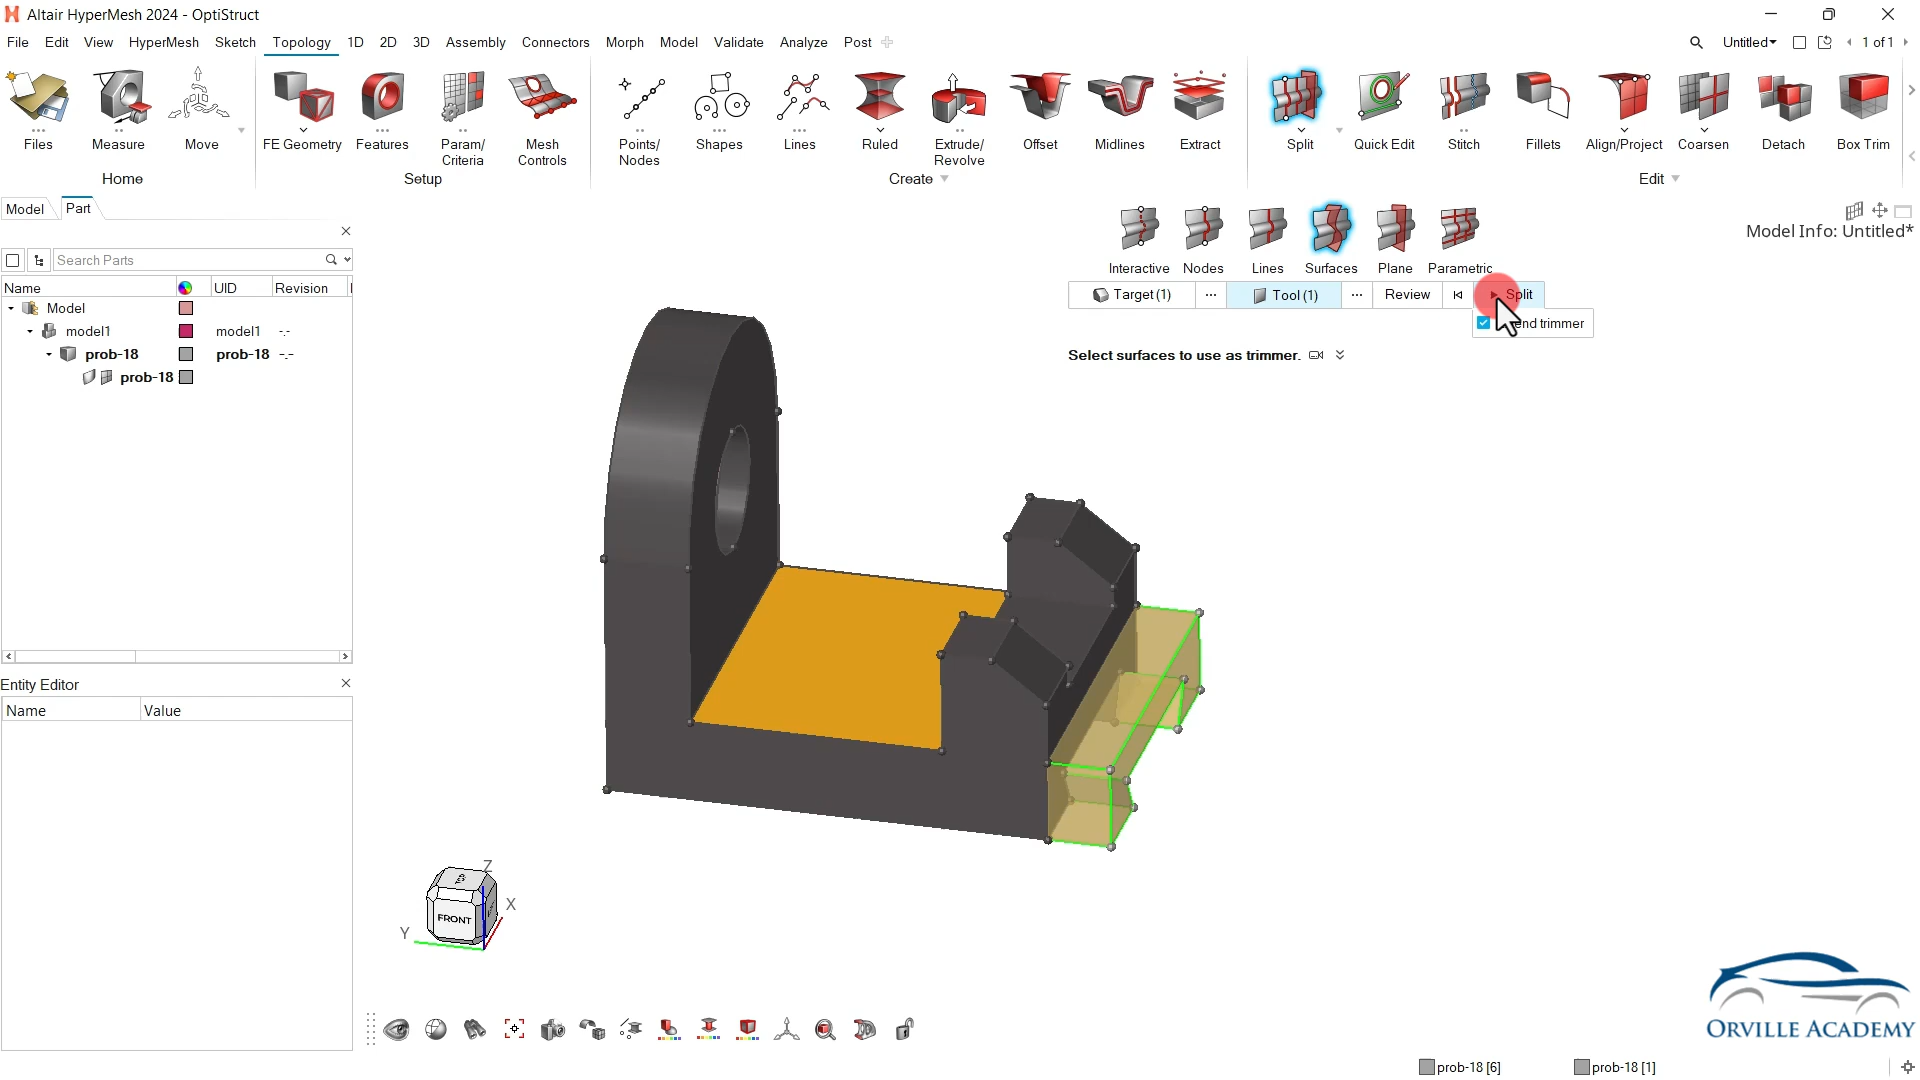 Altair HyperMesh 2024 - OptiStruct
File Edit View HyperMesh Sketch Topology 1D 2D 3D Assembly Connectors Morph Model Validate Analyze Post
Untitled 1 of 1
Files Measure Move FE Geometry Features Param/ Criteria Mesh Controls Points/ Nodes Shapes Lines Ruled Extrude/ Revolve Offset Midlines Extract Split Quick Edit Stitch Fillets Align/Project Coarsen Detach Box Trim
Home Setup Create Edit
Model Part
Model Info: Untitled*
Search Parts
Interactive Nodes Lines Surfaces Plane Parametric
Name UID Revision
Target (1) ... Tool (1) ... Review Split
Model
nd trimmer
model1 model1 -.-
prob-18 prob-18 -.-
Select surfaces to use as trimmer.
prob-18
Entity Editor
Name Value
Z
X
Y
FRONT
ORVILLE ACADEMY
prob-18 [6] prob-18 [1]